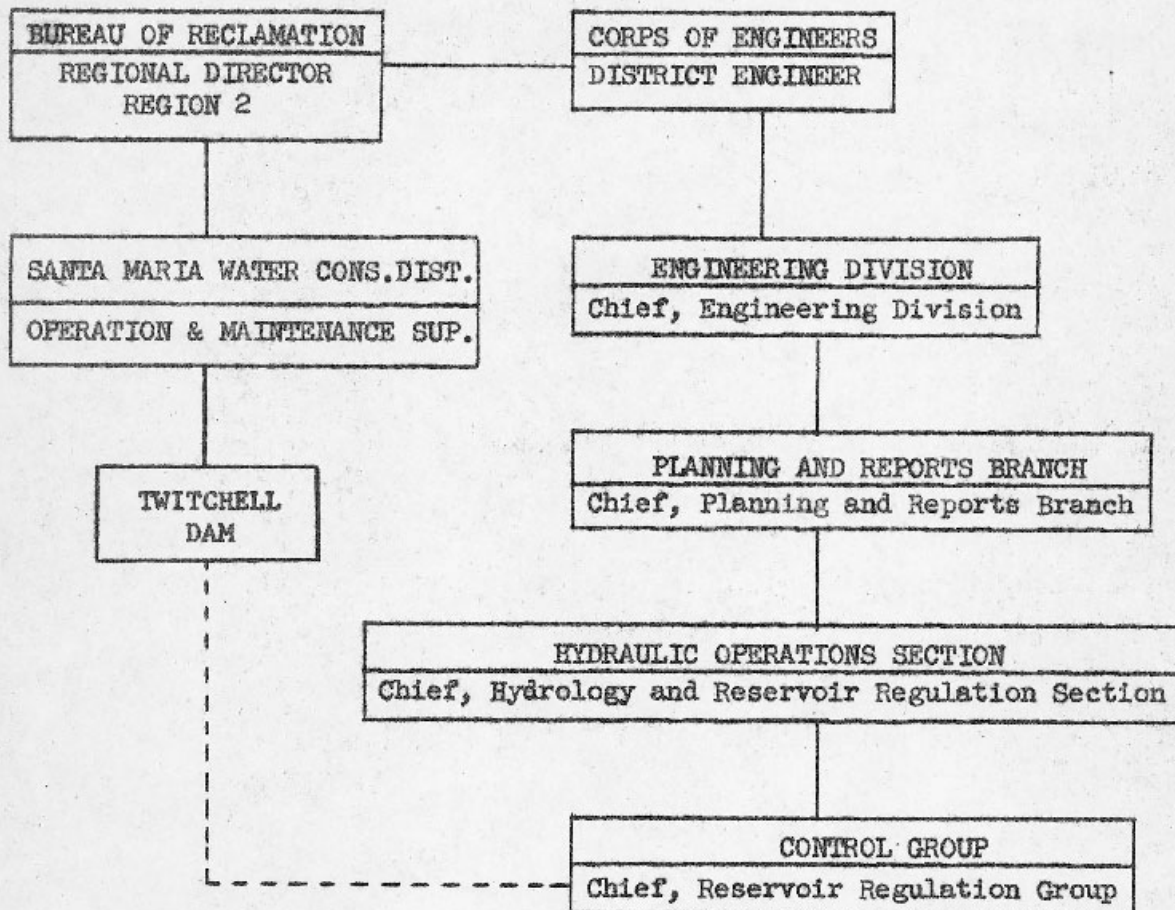 BUREAU OF RECLAMATION
REGIONAL DIRECTOR
REGION 2
CORPS OF ENGINEERS
DISTRICT ENGINEER
SANTA MARIA WATER CONS.DIST.
OPERATION & MAINTENANCE SUP.
ENGINEERING DIVISION
Chief, Engineering Division
TWITCHELL
DAM
PLANNING AND REPORTS BRANCH
Chief, Planning and Reports Branch
HYDRAULIC OPERATIONS SECTION
Chief, Hydrology and Reservoir Regulation Section
CONTROL GROUP
Chief, Reservoir Regulation Group